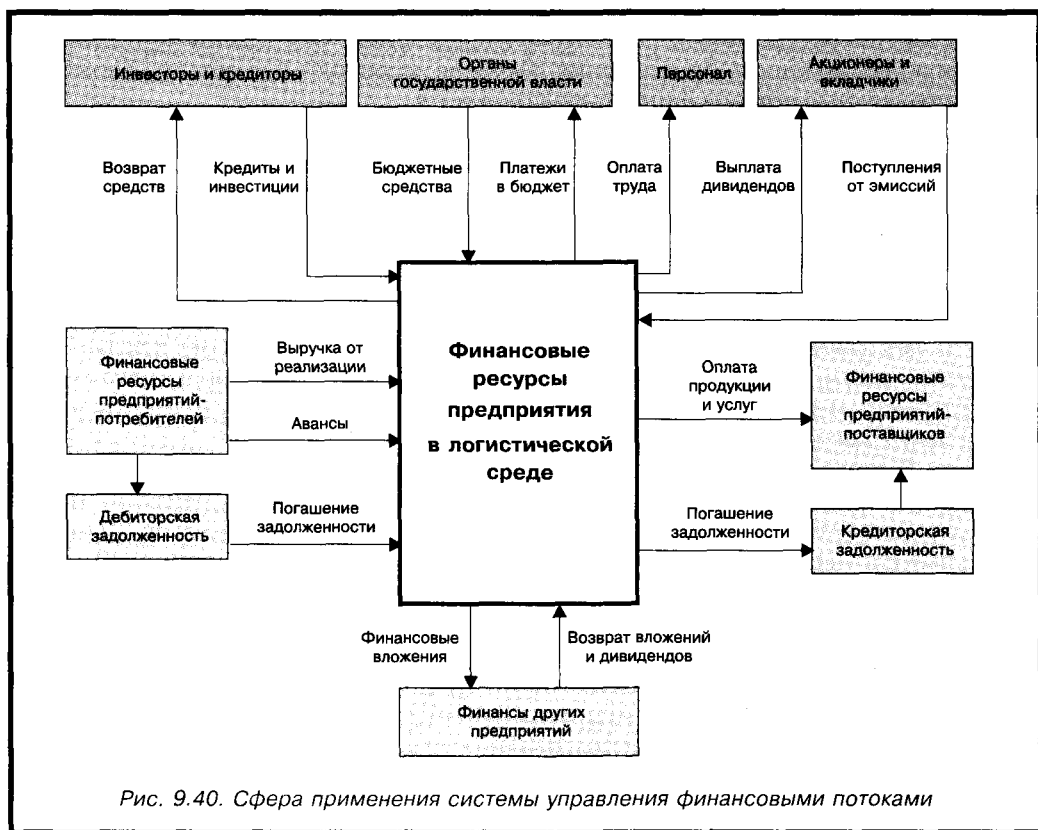 Инвесторы и кредиторы
Органы
государственной власти
Персонал
Акционеры и
вкладчики
Возврат
средств
Кредиты и
инвестиции
Бюджетные
средства
Платежи
в бюджет
Оплата
труда
Выплата
дивидендов
Поступления
от эмиссий
Финансовые
ресурсы
предприятий-
потребителей
Выручка от
реализации
Авансы
Дебиторская
задолженность
Погашение
задолженности
Финансовые
ресурсы
предприятия
в логистической
среде
Оплата
продукции
и услуг
Финансовые
ресурсы
предприятий-
поставщиков
Погашение
задолженности
Кредиторская
задолженность
Финансовые
вложения
Возврат вложений
и дивидендов
Финансы других
предприятий
Рис. 9.40. Сфера применения системы управления финансовыми потоками